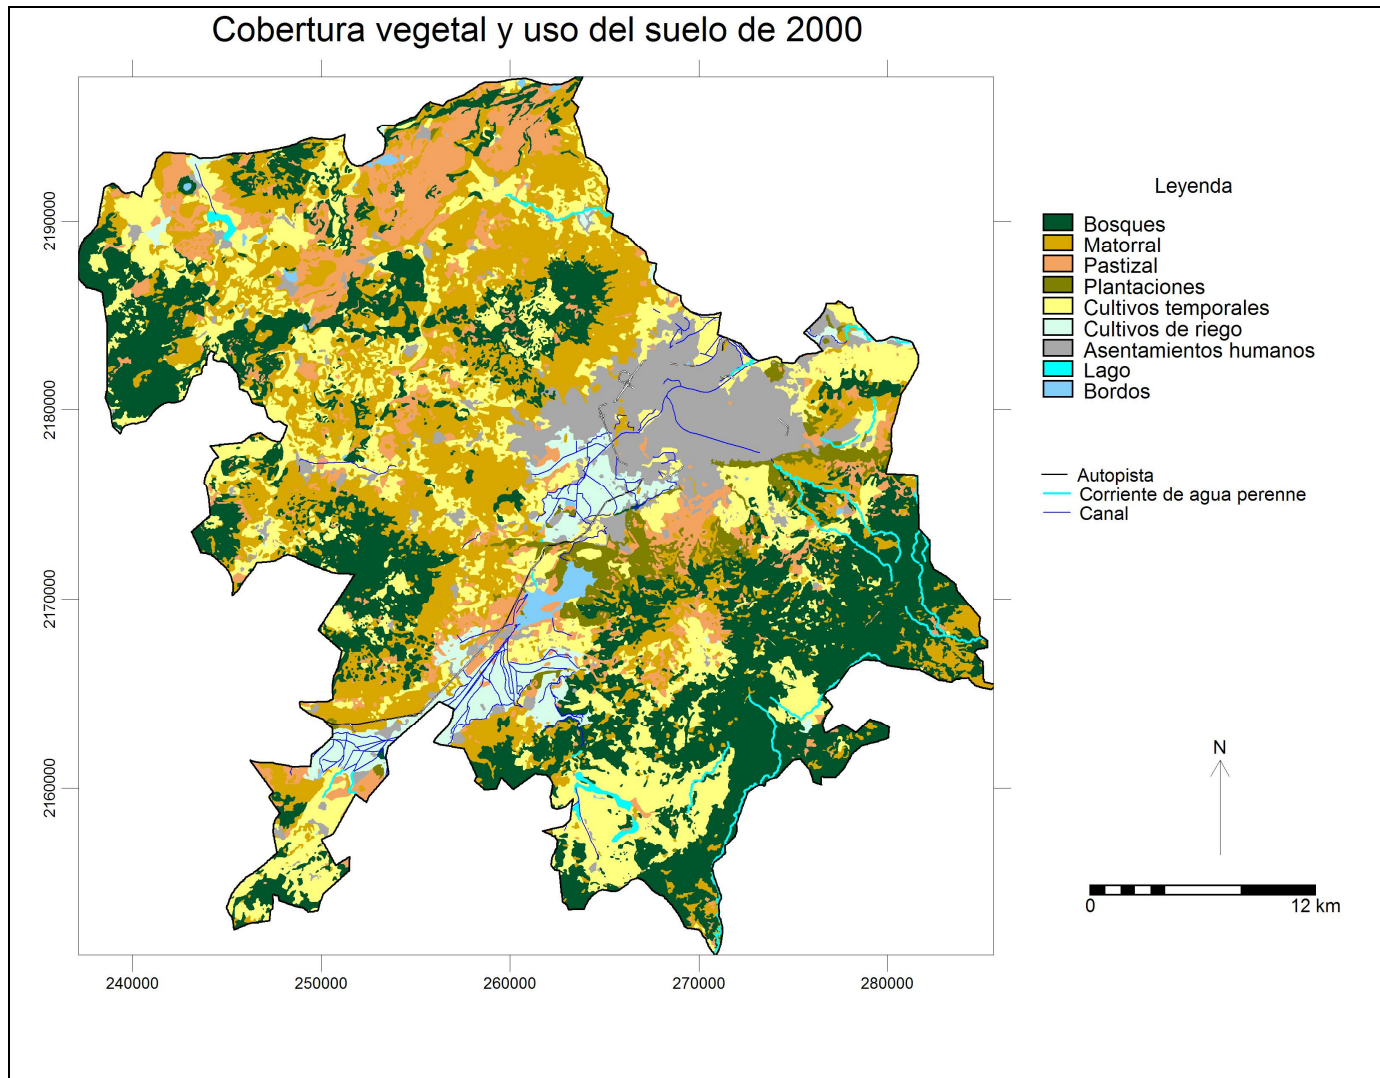 Cobertura vegetal y uso del suelo de 2000
Leyenda
Bosques
Matorral
Pastizal
Plantaciones
Cultivos temporales
Cultivos de riego
Asentamientos humanos
Lago
Bordos
Autopista
Corriente de agua perenne
Canal
2190000
2180000
2170000
2160000
N
0 12 km
240000 250000 260000 270000 280000